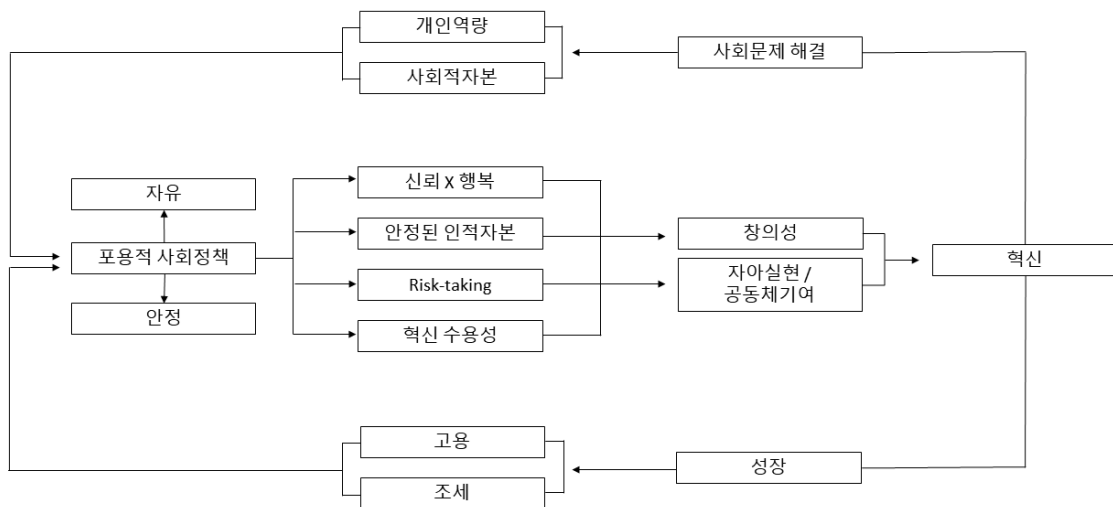 개인역량
사회문제 해결
사회적자본
자유
신뢰 X 행복
안정된 인적자본
창의성
포용적 사회정책
혁신
Risk-taking
자아실현 /
공동체기여
안정
혁신 수용성
고용
성장
조세